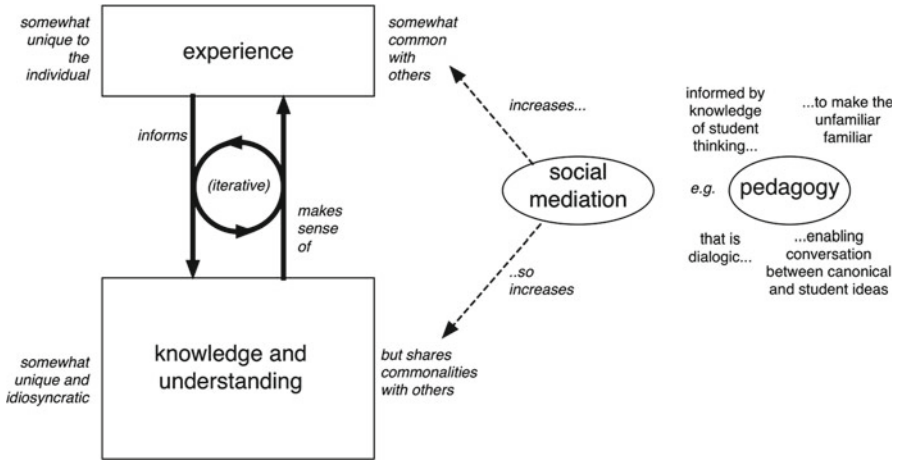 somewhat
unique to
the
individual
experience
somewhat
common
with
others
informs
(iterative)
makes
sense
of
increases...
social
mediation
..so
increases
e.g.
informed by
knowledge
of student
thinking...
...to make the
unfamiliar
familiar
pedagogy
that is
dialogic...
...enabling
conversation
between canonical
and student ideas
somewhat
unique and
idiosyncratic
knowledge and
understanding
but shares
commonalities
with others